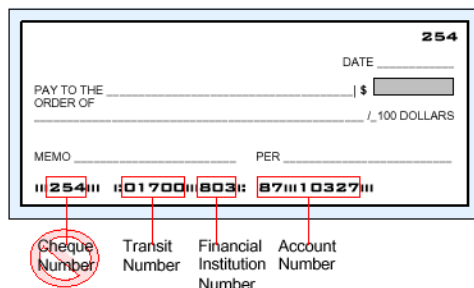 254
DATE
PAY TO THE
ORDER OF
$
/_100 DOLLARS
MEMO PER
⑈254⑈ ⑆01700⑈803⑆ 87⑈10327⑈
Cheque Number
Transit Number
Financial Institution Number
Account Number